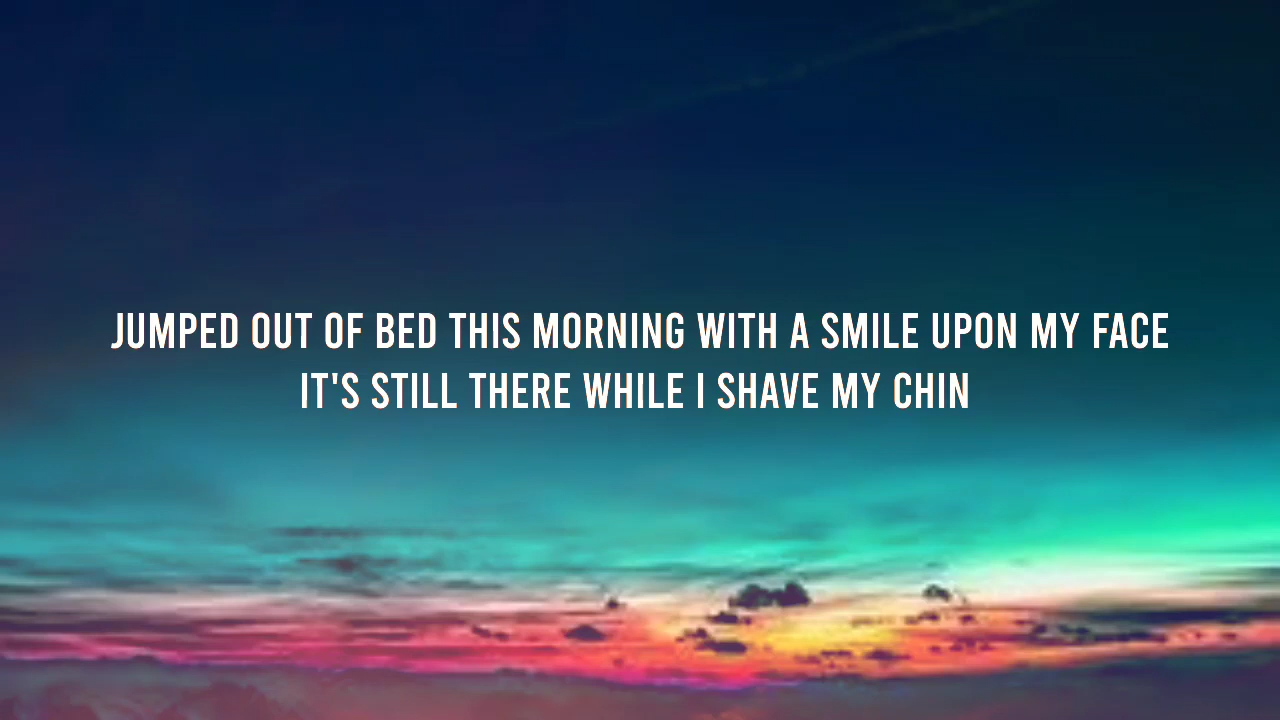 JUMPED OUT OF BED THIS MORNING WITH A SMILE UPON MY FACE
IT'S STILL THERE WHILE I SHAVE MY CHIN